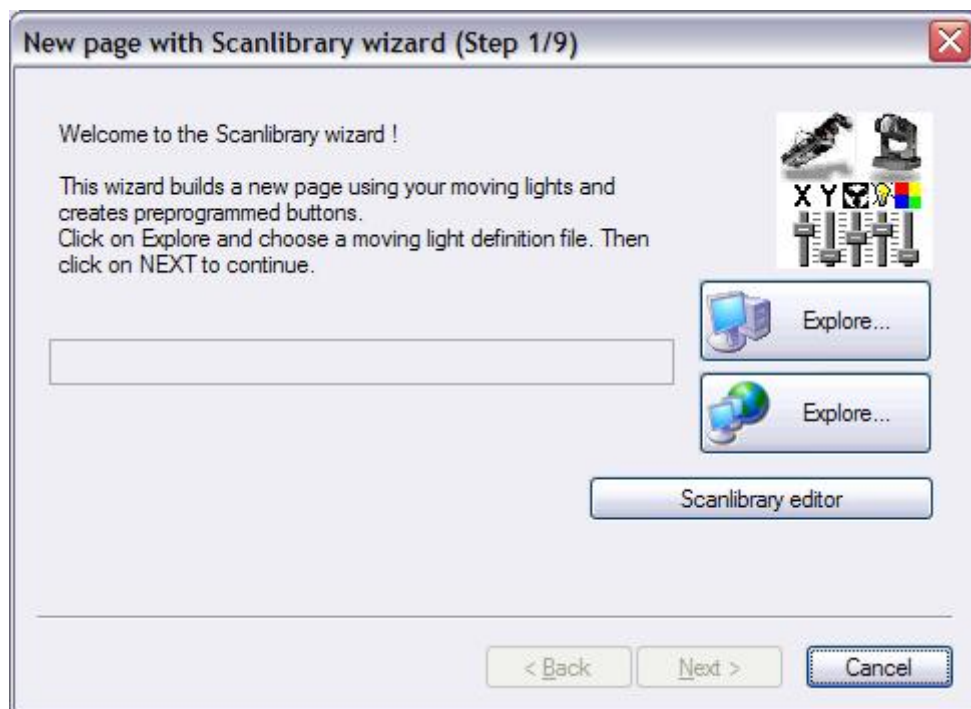 New page with Scanlibrary wizard (Step 1/9)
Welcome to the Scanlibrary wizard !
This wizard builds a new page using your moving lights and
creates preprogrammed buttons.
Click on Explore and choose a moving light definition file. Then
click on NEXT to continue.
X Y
Explore...
Explore...
Scanlibrary editor
< Back
Next >
Cancel